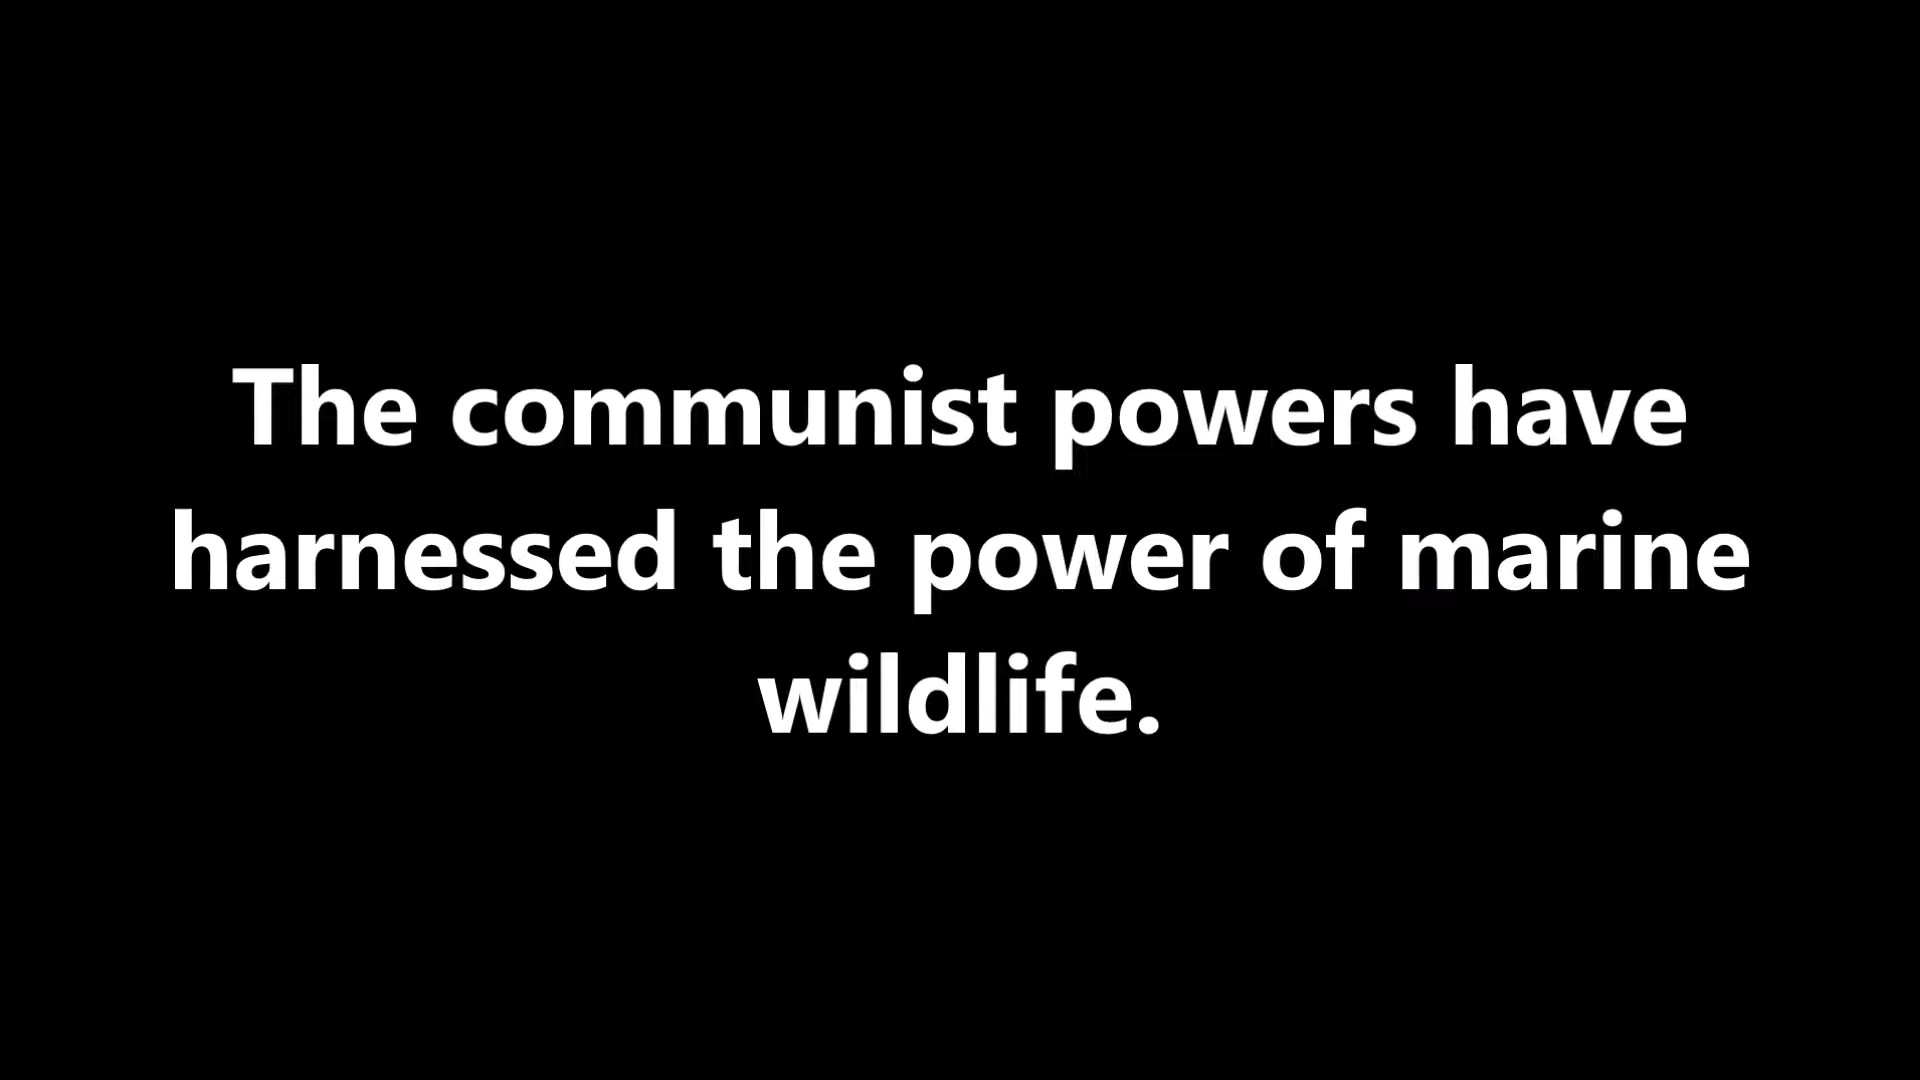 The communist powers have
harnessed the power of marine
wildlife.